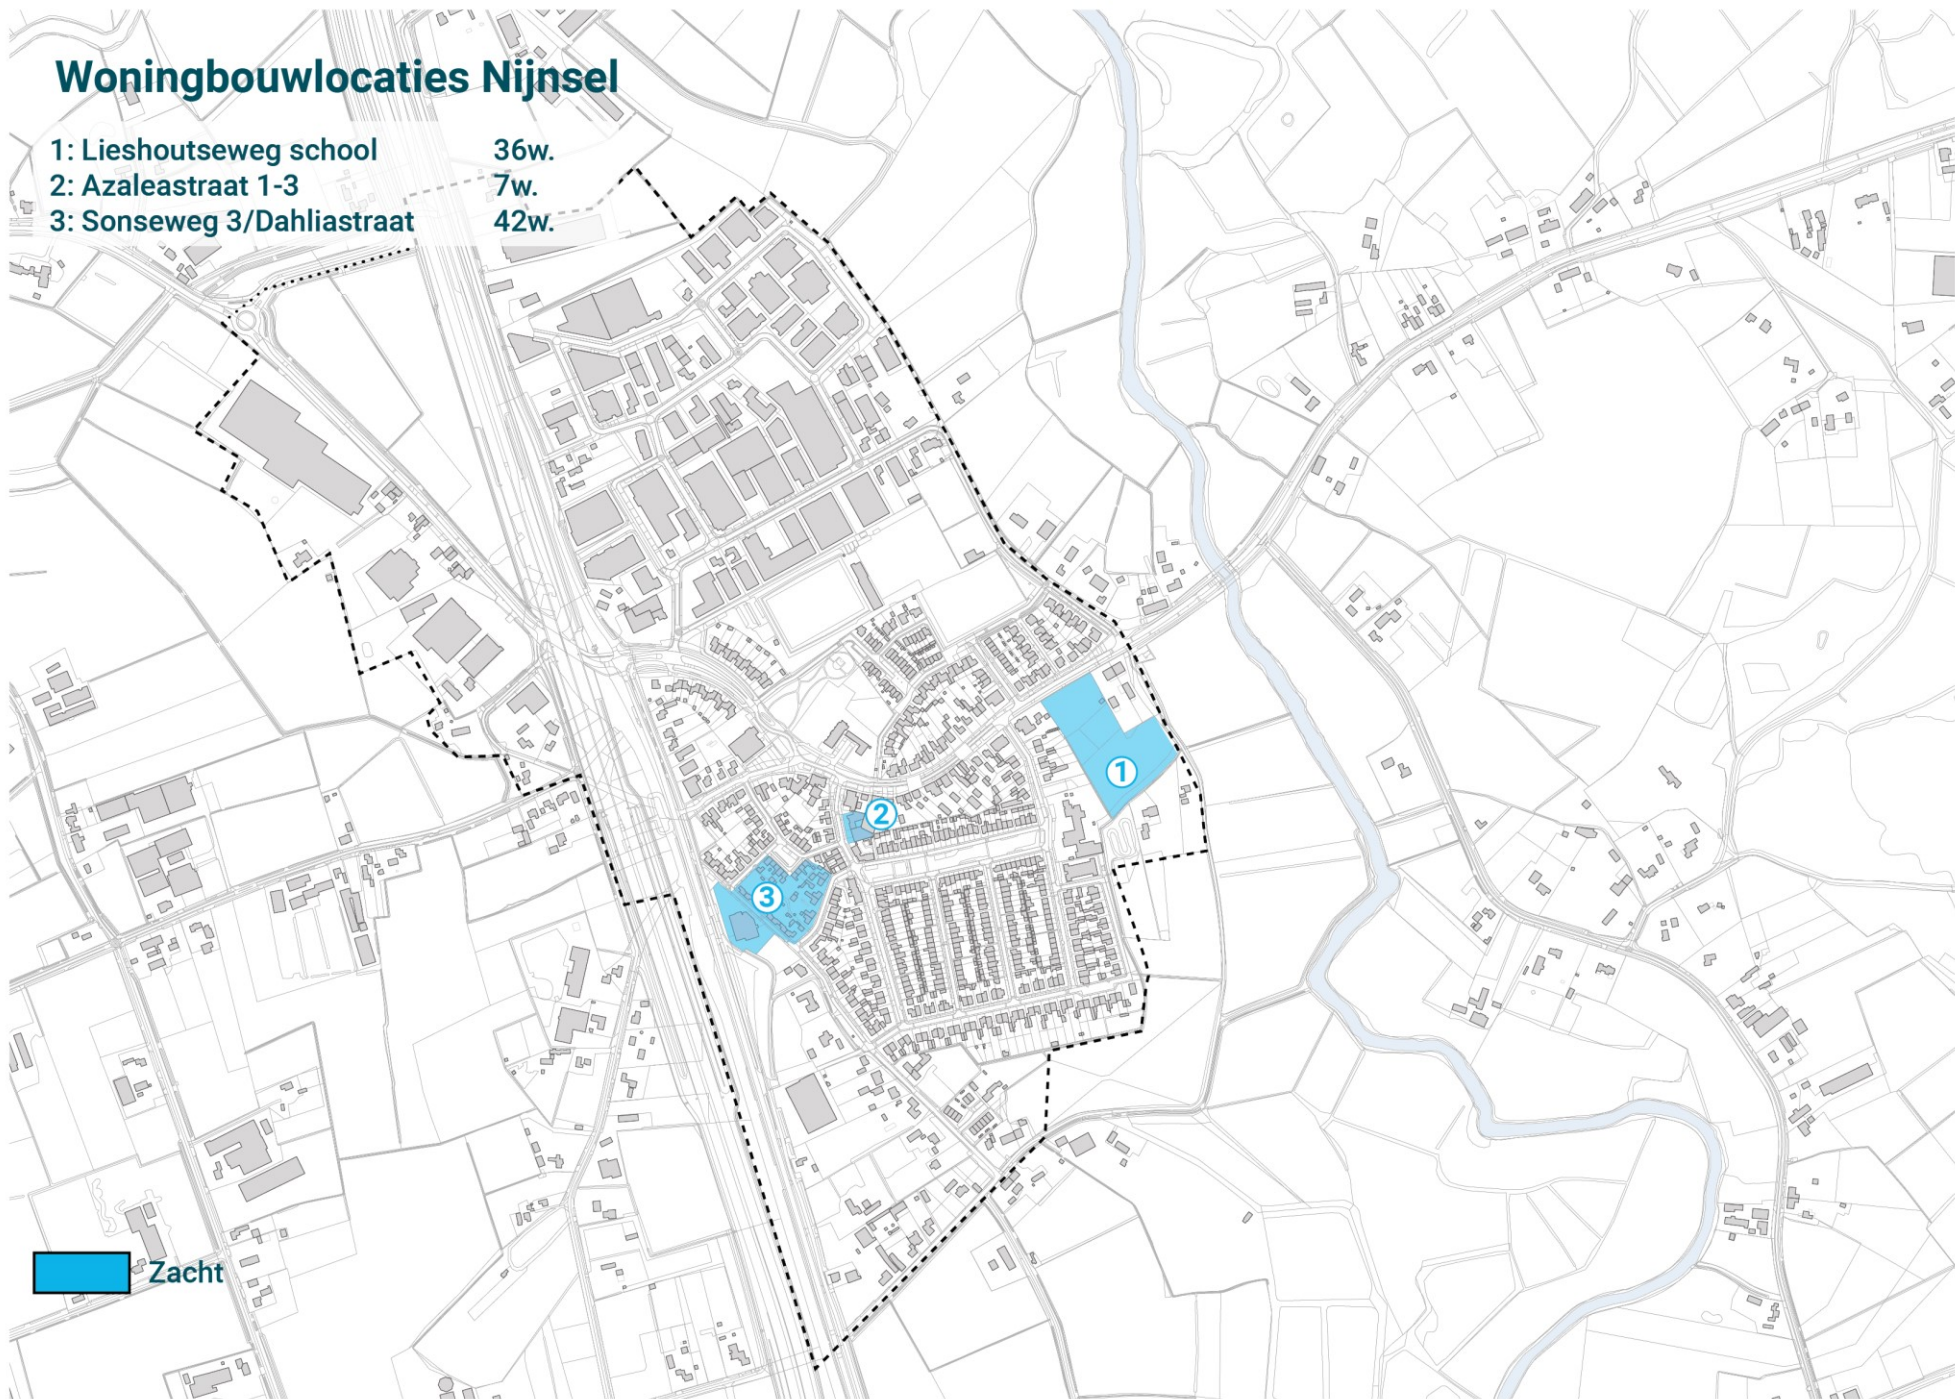 Woningbouwlocaties Nijnsel
1: Lieshoutseweg school 36w.
2: Azaleastraat 1-3 7w.
3: Sonseweg 3/Dahliastraat 42w.
1
2
3
Zacht